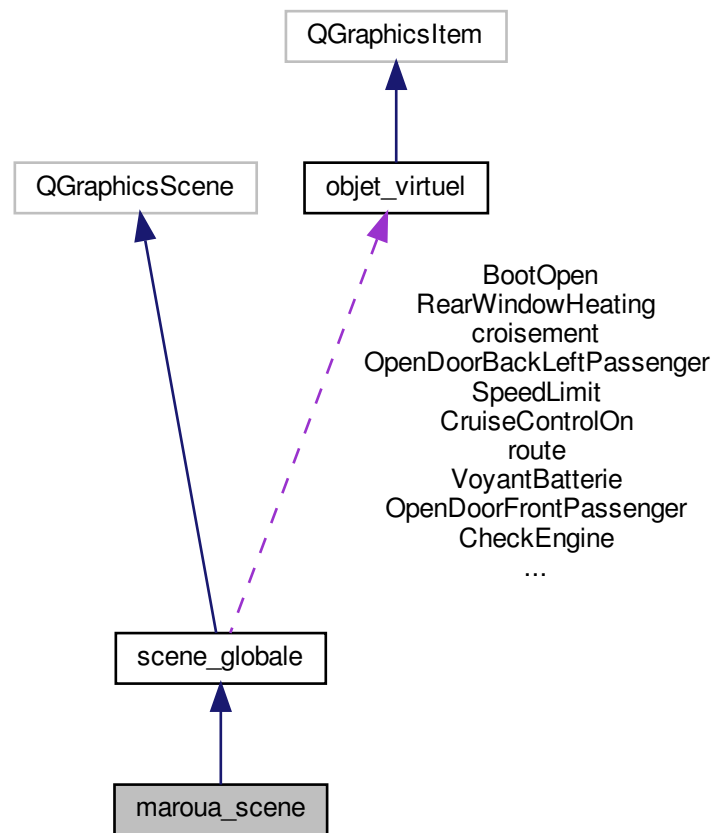 QGraphicsItem
QGraphicsScene
objet_virtuel
BootOpen
RearWindowHeating
croisement
OpenDoorBackLeftPassenger
SpeedLimit
CruiseControlOn
route
VoyantBatterie
OpenDoorFrontPassenger
CheckEngine
...
scene_globale
maroua_scene